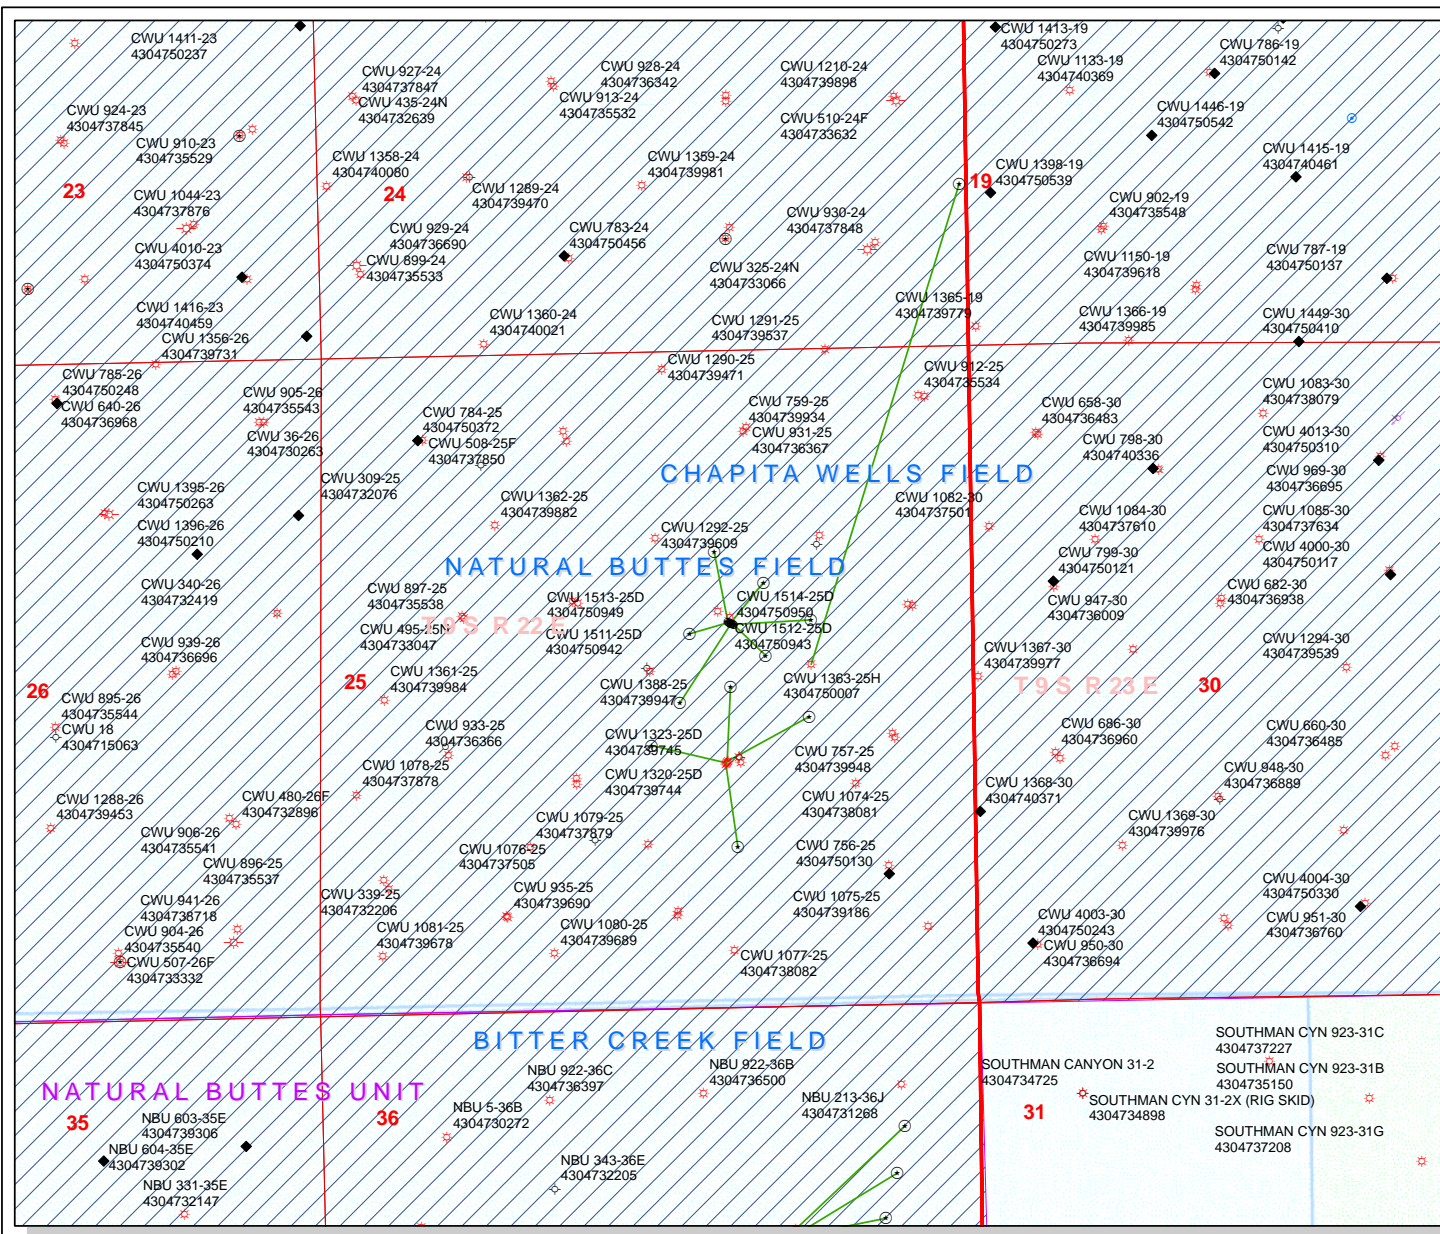 CWU 1411-23
4304750237
CWU 927-24
4304737847
CWU 435-24N
4304732639
CWU 928-24
4304736342
CWU 913-24
4304735532
CWU 1210-24
4304739898
CWU 510-24F
4304733632
CWU 1413-19
4304750273
CWU 1133-19
4304740369
CWU 786-19
4304750142
CWU 1446-19
4304750542
CWU 1415-19
4304740461
CWU 924-23
4304737845
CWU 910-23
4304735529
CWU 1358-24
4304740080
CWU 1289-24
4304739470
CWU 1359-24
4304739981
CWU 1398-19
4304750539
23
24
19
CWU 1044-23
4304737876
CWU 929-24
4304736690
CWU 899-24
4304735533
CWU 783-24
4304750456
CWU 930-24
4304737848
CWU 902-19
4304735548
CWU 4010-23
4304750374
CWU 325-24N
4304733066
CWU 1150-19
4304739618
CWU 787-19
4304750137
CWU 1416-23
4304740459
CWU 1356-26
4304739731
CWU 1360-24
4304740021
CWU 1291-25
4304739537
CWU 1365-19
4304739779
CWU 1366-19
4304739985
CWU 1449-30
4304750410
CWU 785-26
4304750248
CWU 640-26
4304736968
CWU 905-26
4304735543
CWU 36-26
4304730263
CWU 1290-25
4304739471
CWU 912-25
4304735534
CWU 1083-30
4304738079
CWU 784-25
4304750372
CWU 508-25F
4304737850
CWU 759-25
4304739934
CWU 931-25
4304736367
CWU 658-30
4304736483
CWU 798-30
4304740336
CWU 4013-30
4304750310
CWU 969-30
4304736695
CHAPITA WELLS FIELD
CWU 1395-26
4304750263
CWU 1396-26
4304750210
CWU 309-25
4304732076
CWU 1362-25
4304739882
CWU 1292-25
4304739609
CWU 1082-30
4304737501
CWU 1084-30
4304737610
CWU 1085-30
4304737634
CWU 4000-30
4304750117
NATURAL BUTTES FIELD
CWU 799-30
4304750121
CWU 340-26
4304732419
CWU 897-25
4304735538
CWU 1513-25D
4304750949
CWU 1514-25D
4304750950
CWU 947-30
4304736009
CWU 682-30
4304736938
T 9 S R 22 E
CWU 939-26
4304736696
CWU 495-25N
4304733047
CWU 1511-25D
4304750942
CWU 1512-25D
4304750943
CWU 1367-30
4304739977
CWU 1294-30
4304739539
26
25
CWU 1361-25
4304739984
CWU 1388-25
4304739947
CWU 1363-25H
4304750007
T 9 S R 23 E
30
CWU 895-26
4304735544
CWU 18
4304715063
CWU 933-25
4304736366
CWU 1323-25D
4304739745
CWU 757-25
4304739948
CWU 686-30
4304736960
CWU 660-30
4304736485
CWU 1078-25
4304737878
CWU 1320-25D
4304739744
CWU 1074-25
4304738081
CWU 1368-30
4304740371
CWU 948-30
4304736889
CWU 1288-26
4304739453
CWU 480-26F
4304732896
CWU 1079-25
4304737879
CWU 1369-30
4304739976
CWU 906-26
4304735541
CWU 896-25
4304735537
CWU 1076-25
4304737505
CWU 756-25
4304750130
CWU 941-26
4304738718
CWU 339-25
4304732206
CWU 935-25
4304739690
CWU 1075-25
4304739186
CWU 4004-30
4304750330
CWU 904-26
4304735540
CWU 507-26F
4304733332
CWU 1081-25
4304739678
CWU 1080-25
4304739689
CWU 1077-25
4304738082
CWU 4003-30
4304750243
CWU 950-30
4304736694
CWU 951-30
4304736760
BITTER CREEK FIELD
SOUTHMAN CYN 923-31C
4304737227
NATURAL BUTTES UNIT
NBU 922-36C
4304736397
NBU 922-36B
4304736500
SOUTHMAN CANYON 31-2
4304734725
SOUTHMAN CYN 923-31B
4304735150
35
36
31
NBU 603-35E
4304739306
NBU 5-36B
4304730272
NBU 213-36J
4304731268
SOUTHMAN CYN 31-2X (RIG SKID)
4304734898
NBU 604-35E
4304739302
SOUTHMAN CYN 923-31G
4304737208
NBU 343-36E
4304732205
NBU 331-35E
4304732147